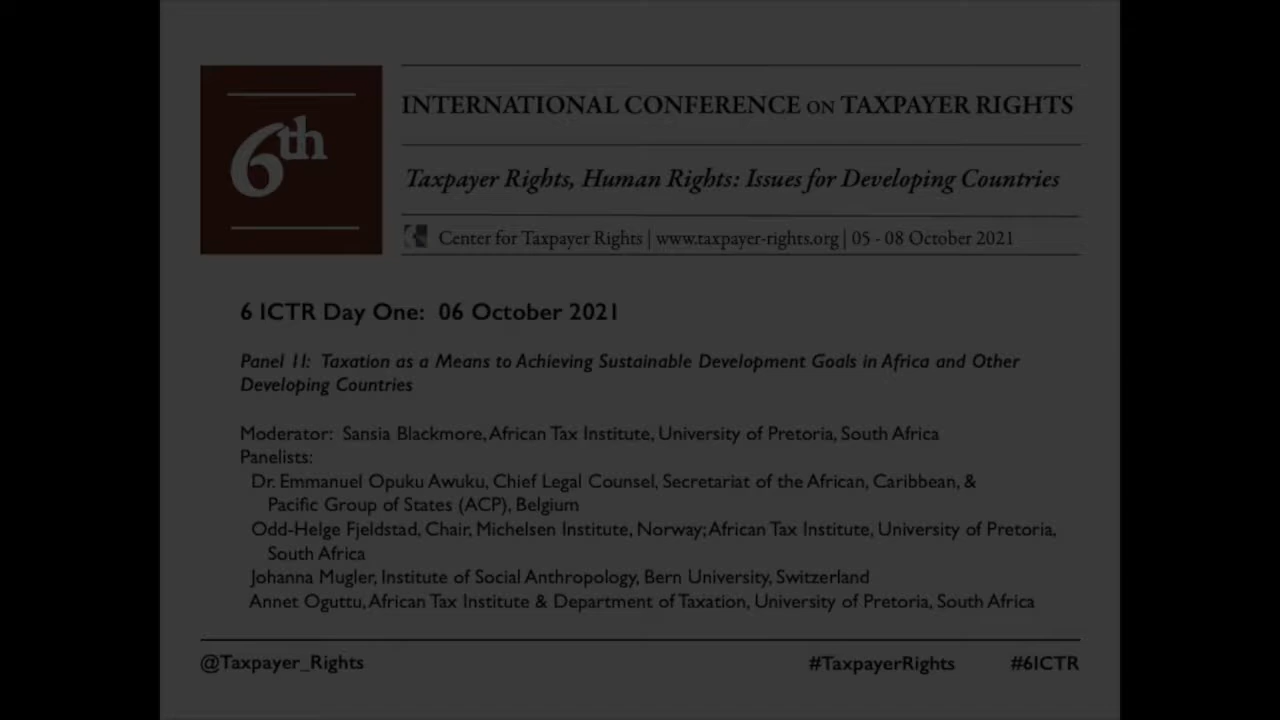 6th
INTERNATIONAL CONFERENCE ON TAXPAYER RIGHTS
Taxpayer Rights, Human Rights: Issues for Developing Countries
Center for Taxpayer Rights | www.taxpayer-rights.org | 05 - 08 October 2021
6 ICTR Day One: 06 October 2021
Panel 11: Taxation as a Means to Achieving Sustainable Development Goals in Africa and Other
Developing Countries
Moderator: Sansia Blackmore, African Tax Institute, University of Pretoria, South Africa
Panelists:
Dr. Emmanuel Opuku Awuku, Chief Legal Counsel, Secretariat of the African, Caribbean, &
Pacific Group of States (ACP), Belgium
Odd-Helge Fjeldstad, Chair, Michelsen Institute, Norway; African Tax Institute, University of Pretoria,
South Africa
Johanna Mugler, Institute of Social Anthropology, Bern University, Switzerland
Annet Oguttu, African Tax Institute & Department of Taxation, University of Pretoria, South Africa
@Taxpayer_Rights #TaxpayerRights #6ICTR